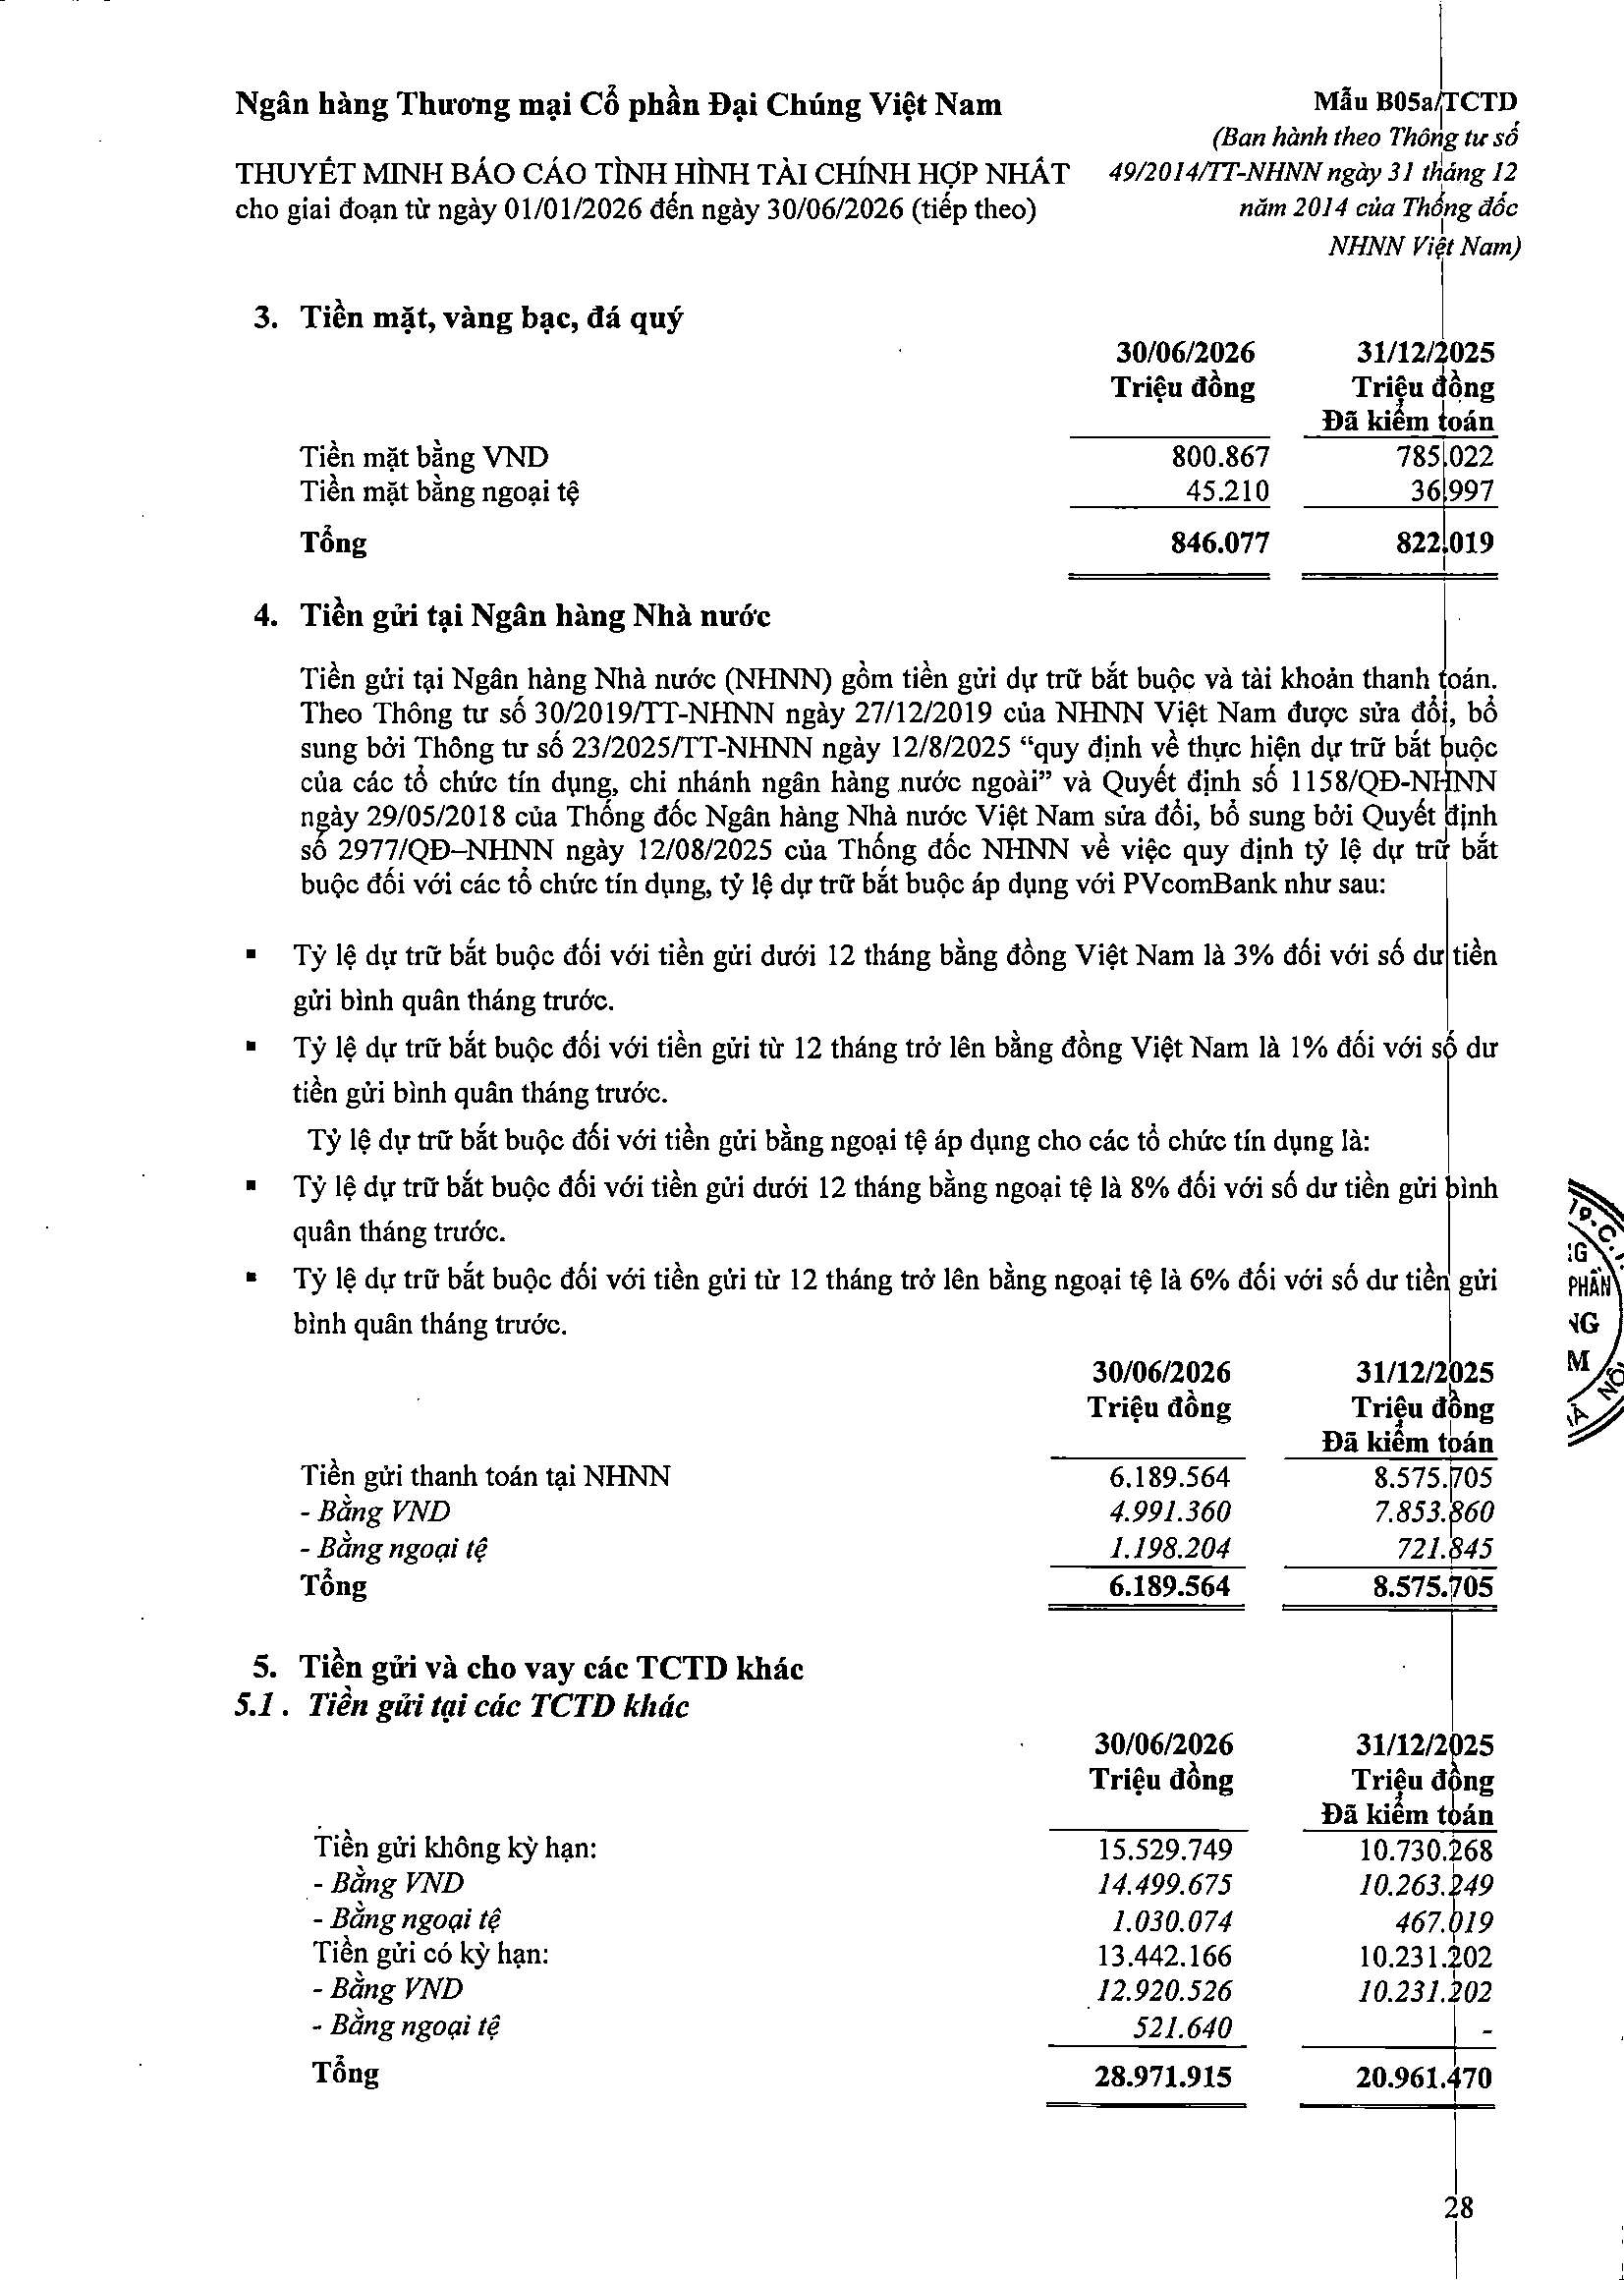 Ngân hàng Thương mại Cổ phần Đại Chúng Việt Nam
Mẫu B05a/TCTD
(Ban hành theo Thông tư số
THUYẾT MINH BÁO CÁO TÌNH HÌNH TÀI CHÍNH HỢP NHẤT
49/2014/TT-NHNN ngày 31 tháng 12
cho giai đoạn từ ngày 01/01/2026 đến ngày 30/06/2026 (tiếp theo)
năm 2014 của Thống đốc
NHNN Việt Nam)
3. Tiền mặt, vàng bạc, đá quý
30/06/2026 31/12/2025
Triệu đồng Triệu đồng
Đã kiểm toán
Tiền mặt bằng VND 800.867 785.022
Tiền mặt bằng ngoại tệ 45.210 36.997
Tổng 846.077 822.019
4. Tiền gửi tại Ngân hàng Nhà nước
Tiền gửi tại Ngân hàng Nhà nước (NHNN) gồm tiền gửi dự trữ bắt buộc và tài khoản thanh toán.
Theo Thông tư số 30/2019/TT-NHNN ngày 27/12/2019 của NHNN Việt Nam được sửa đổi, bổ
sung bởi Thông tư số 23/2025/TT-NHNN ngày 12/8/2025 “quy định về thực hiện dự trữ bắt buộc
của các tổ chức tín dụng, chi nhánh ngân hàng nước ngoài” và Quyết định số 1158/QĐ-NHNN
ngày 29/05/2018 của Thống đốc Ngân hàng Nhà nước Việt Nam sửa đổi, bổ sung bởi Quyết định
số 2977/QĐ–NHNN ngày 12/08/2025 của Thống đốc NHNN về việc quy định tỷ lệ dự trữ bắt
buộc đối với các tổ chức tín dụng, tỷ lệ dự trữ bắt buộc áp dụng với PVcomBank như sau:
▪ Tỷ lệ dự trữ bắt buộc đối với tiền gửi dưới 12 tháng bằng đồng Việt Nam là 3% đối với số dư tiền
gửi bình quân tháng trước.
▪ Tỷ lệ dự trữ bắt buộc đối với tiền gửi từ 12 tháng trở lên bằng đồng Việt Nam là 1% đối với số dư
tiền gửi bình quân tháng trước.
Tỷ lệ dự trữ bắt buộc đối với tiền gửi bằng ngoại tệ áp dụng cho các tổ chức tín dụng là:
▪ Tỷ lệ dự trữ bắt buộc đối với tiền gửi dưới 12 tháng bằng ngoại tệ là 8% đối với số dư tiền gửi bình
quân tháng trước.
▪ Tỷ lệ dự trữ bắt buộc đối với tiền gửi từ 12 tháng trở lên bằng ngoại tệ là 6% đối với số dư tiền gửi
bình quân tháng trước.
PHẦN
30/06/2026 31/12/2025
Triệu đồng Triệu đồng
Đã kiểm toán
Tiền gửi thanh toán tại NHNN 6.189.564 8.575.705
- Bằng VND 4.991.360 7.853.860
- Bằng ngoại tệ 1.198.204 721.845
Tổng 6.189.564 8.575.705
5. Tiền gửi và cho vay các TCTD khác
5.1. Tiền gửi tại các TCTD khác
30/06/2026 31/12/2025
Triệu đồng Triệu đồng
Đã kiểm toán
Tiền gửi không kỳ hạn: 15.529.749 10.730.268
- Bằng VND 14.499.675 10.263.249
- Bằng ngoại tệ 1.030.074 467.019
Tiền gửi có kỳ hạn: 13.442.166 10.231.202
- Bằng VND 12.920.526 10.231.202
- Bằng ngoại tệ 521.640 -
Tổng 28.971.915 20.961.470
28